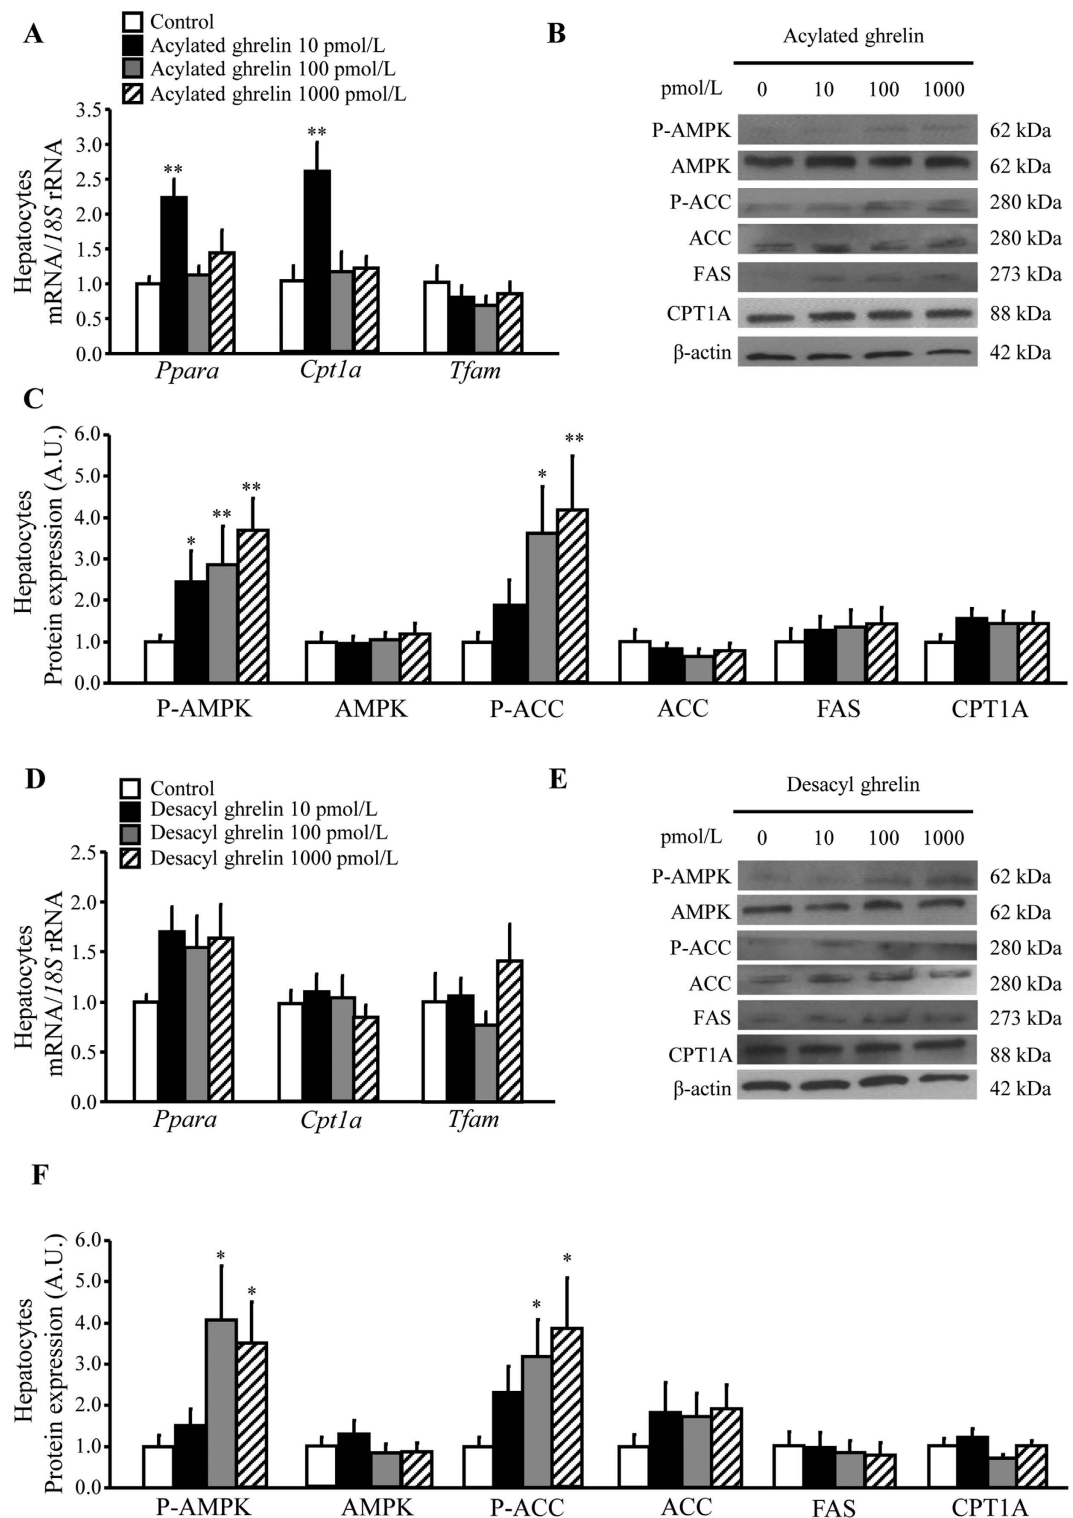 A
Control
Acylated ghrelin 10 pmol/L
Acylated ghrelin 100 pmol/L
Acylated ghrelin 1000 pmol/L
Hepatocytes
mRNA/18S rRNA
3.5
3.0
2.5
2.0
1.5
1.0
0.5
0.0
** **
Ppara Cpt1a Tfam
B
Acylated ghrelin
pmol/L 0 10 100 1000
P-AMPK 62 kDa
AMPK 62 kDa
P-ACC 280 kDa
ACC 280 kDa
FAS 273 kDa
CPT1A 88 kDa
β-actin 42 kDa
C
Hepatocytes
Protein expression (A.U.)
6.0
5.0
4.0
3.0
2.0
1.0
0.0
* ** ** * **
P-AMPK AMPK P-ACC ACC FAS CPT1A
D
Control
Desacyl ghrelin 10 pmol/L
Desacyl ghrelin 100 pmol/L
Desacyl ghrelin 1000 pmol/L
Hepatocytes
mRNA/18S rRNA
2.5
2.0
1.5
1.0
0.5
0.0
Ppara Cpt1a Tfam
E
Desacyl ghrelin
pmol/L 0 10 100 1000
P-AMPK 62 kDa
AMPK 62 kDa
P-ACC 280 kDa
ACC 280 kDa
FAS 273 kDa
CPT1A 88 kDa
β-actin 42 kDa
F
Hepatocytes
Protein expression (A.U.)
6.0
5.0
4.0
3.0
2.0
1.0
0.0
* * * *
P-AMPK AMPK P-ACC ACC FAS CPT1A